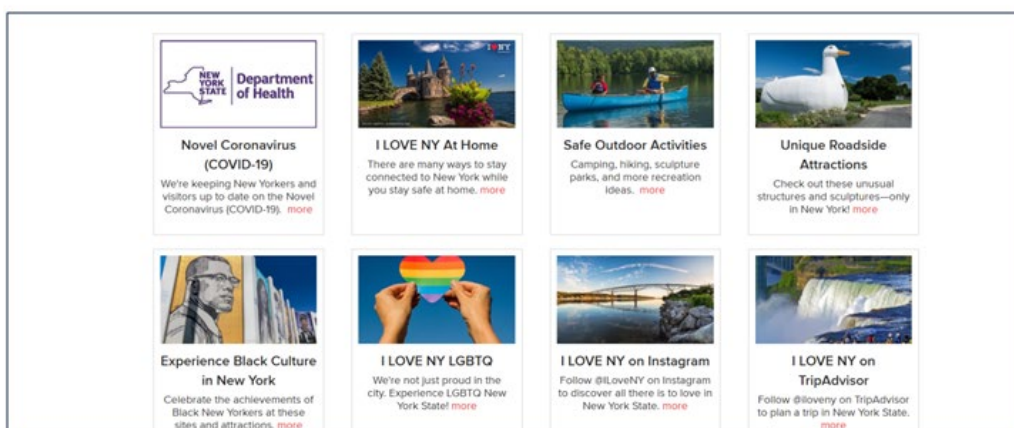 NEW
YORK
STATE
Department
of Health
Novel Coronavirus
(COVID-19)
We're keeping New Yorkers and
visitors up to date on the Novel
Coronavirus (COVID-19). more
I NY
I LOVE NY At Home
There are many ways to stay
connected to New York while
you stay safe at home. more
Safe Outdoor Activities
Camping, hiking, sculpture
parks, and more recreation
ideas. more
Unique Roadside
Attractions
Check out these unusual
structures and sculptures—only
in New York! more
Experience Black Culture
in New York
Celebrate the achievements of
Black New Yorkers at these
sites and attractions. more
I LOVE NY LGBTQ
We're not just proud in the
city. Experience LGBTQ New
York State! more
I LOVE NY on Instagram
Follow @ILoveNY on Instagram
to discover all there is to love in
New York State. more
I LOVE NY on
TripAdvisor
Follow @iloveny on TripAdvisor
to plan a trip in New York State.
more